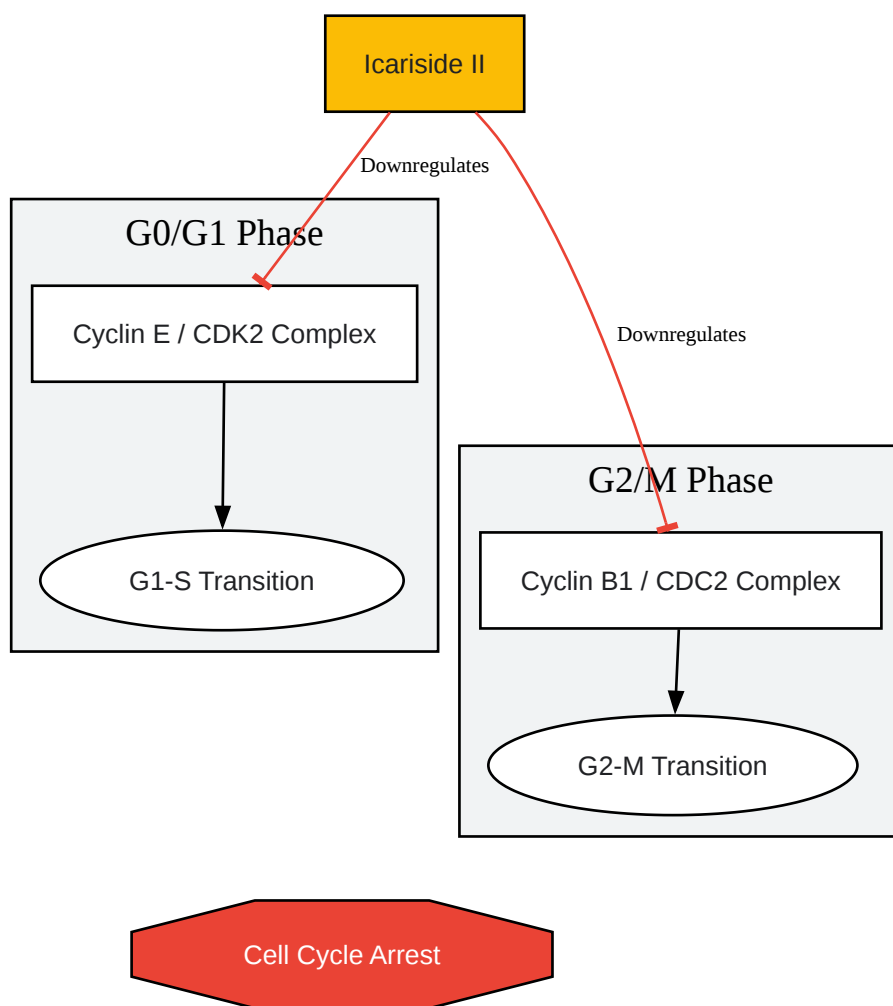 Icariside II
Downregulates
G0/G1 Phase
Cyclin E / CDK2 Complex
Downregulates
G2/M Phase
G1-S Transition
Cyclin B1 / CDC2 Complex
G2-M Transition
Cell Cycle Arrest